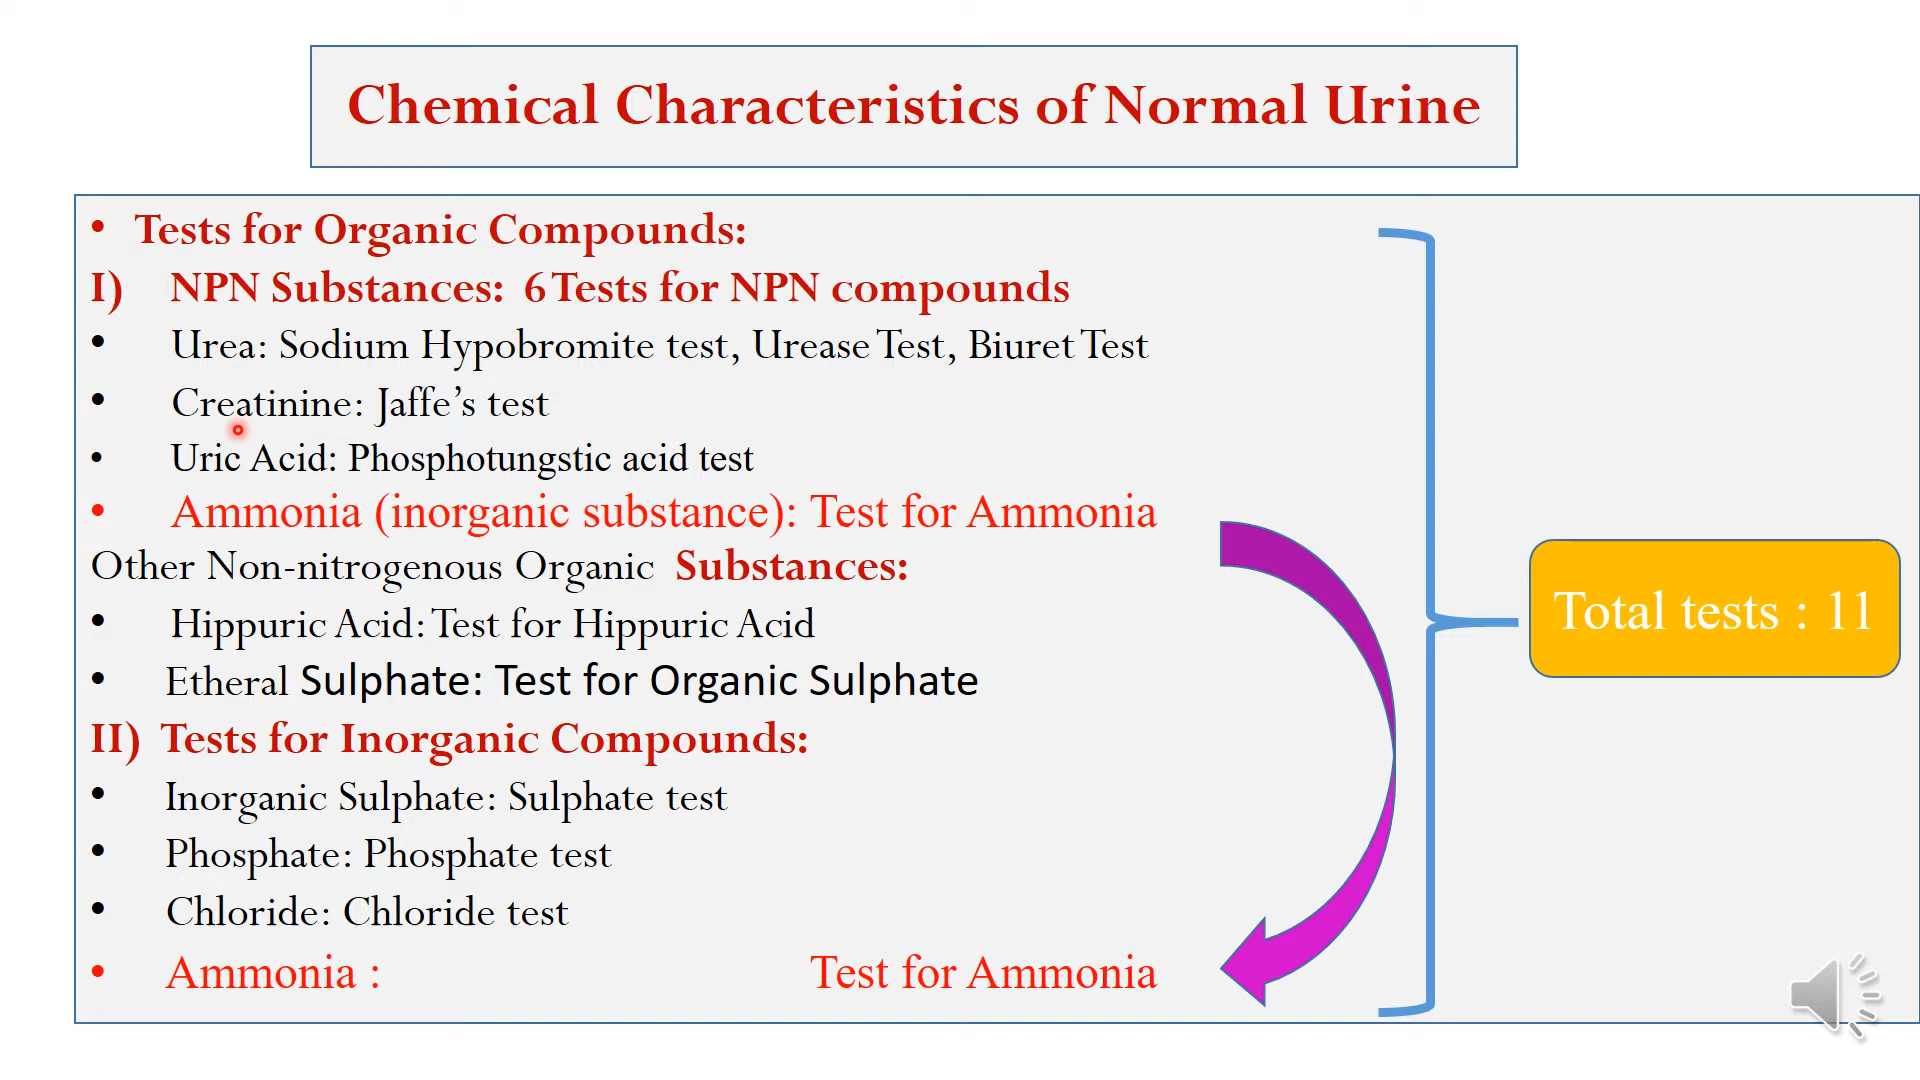 Chemical Characteristics of Normal Urine
• Tests for Organic Compounds:
I) NPN Substances: 6 Tests for NPN compounds
• Urea: Sodium Hypobromite test, Urease Test, Biuret Test
• Creatinine: Jaffe’s test
• Uric Acid: Phosphotungstic acid test
• Ammonia (inorganic substance): Test for Ammonia
Other Non-nitrogenous Organic Substances:
• Hippuric Acid: Test for Hippuric Acid
• Etheral Sulphate: Test for Organic Sulphate
II) Tests for Inorganic Compounds:
• Inorganic Sulphate: Sulphate test
• Phosphate: Phosphate test
• Chloride: Chloride test
• Ammonia : Test for Ammonia
Total tests : 11